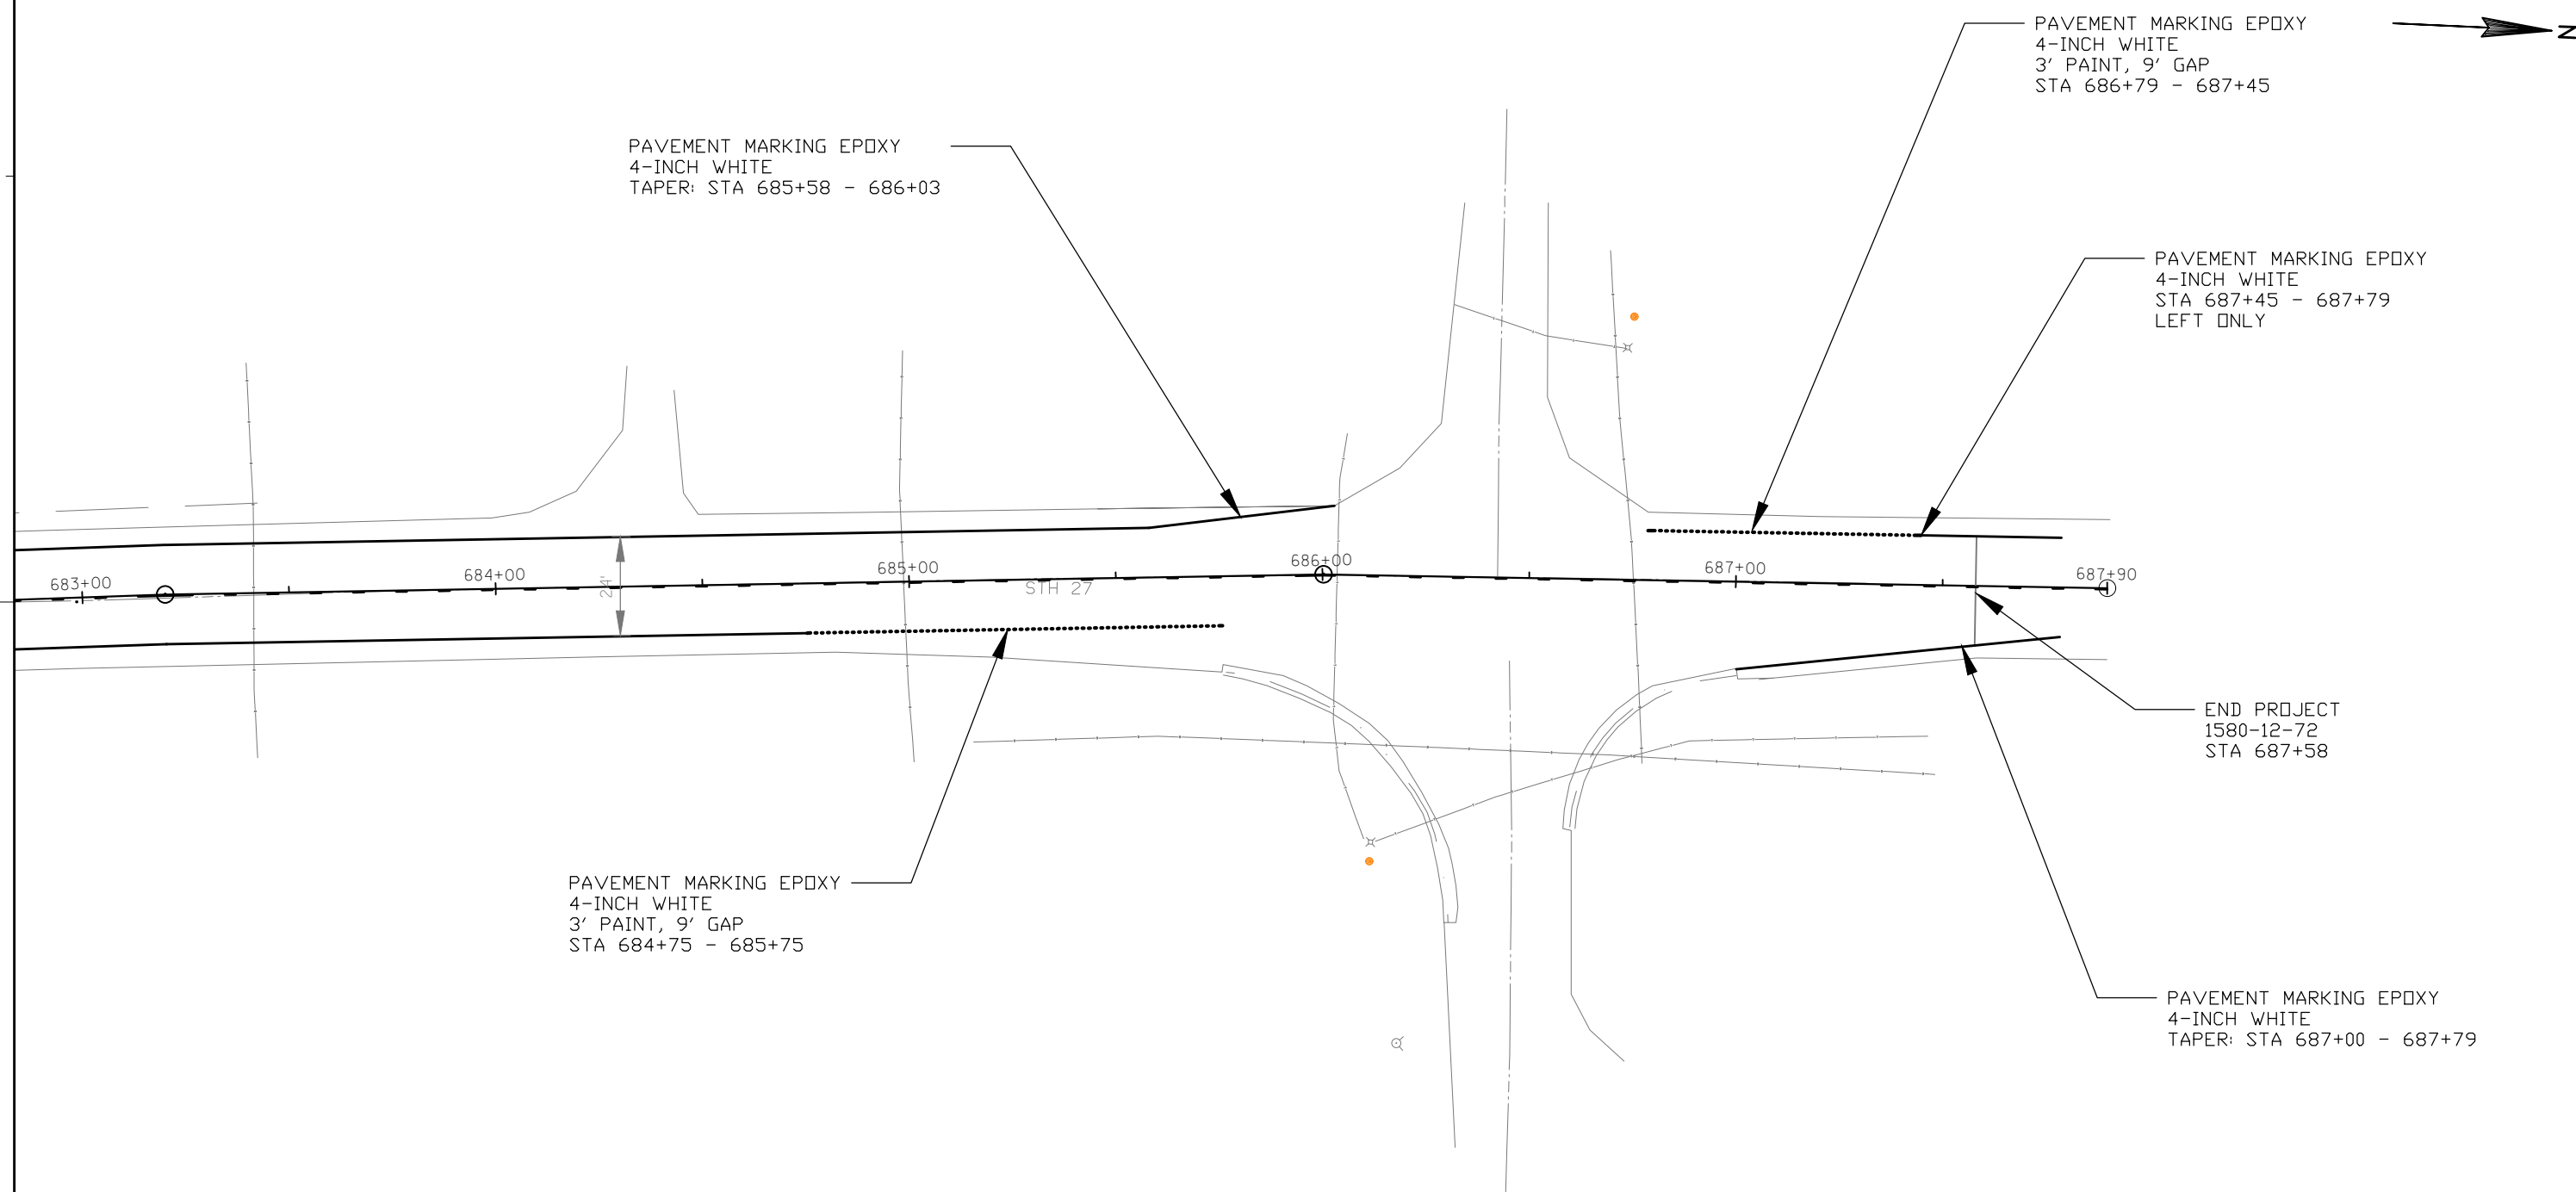 PAVEMENT MARKING EPOXY
4-INCH WHITE
3' PAINT, 9' GAP
STA 686+79 - 687+45
N
PAVEMENT MARKING EPOXY
4-INCH WHITE
TAPER: STA 685+58 - 686+03
PAVEMENT MARKING EPOXY
4-INCH WHITE
STA 687+45 - 687+79
LEFT ONLY
683+00
684+00
685+00
686+00
687+00
687+90
24'
STH 27
END PROJECT
1580-12-72
STA 687+58
PAVEMENT MARKING EPOXY
4-INCH WHITE
3' PAINT, 9' GAP
STA 684+75 - 685+75
PAVEMENT MARKING EPOXY
4-INCH WHITE
TAPER: STA 687+00 - 687+79